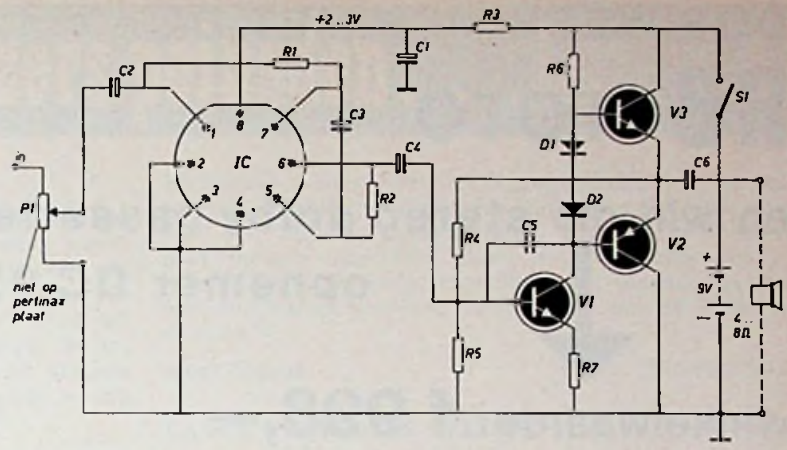 +2...3V
R3
C2
R1
C1
R6
V3
S1
8
1
7
C3
D1
C4
C6
in
2
IC
6
P1
3
4
5
R2
D2
R4
C5
V2
+
9V
−
4...
8Ω
niet op
pertinax
plaat
V1
R5
R7